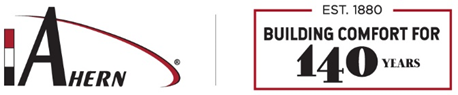 AHERN®
EST. 1880
BUILDING COMFORT FOR
140 YEARS